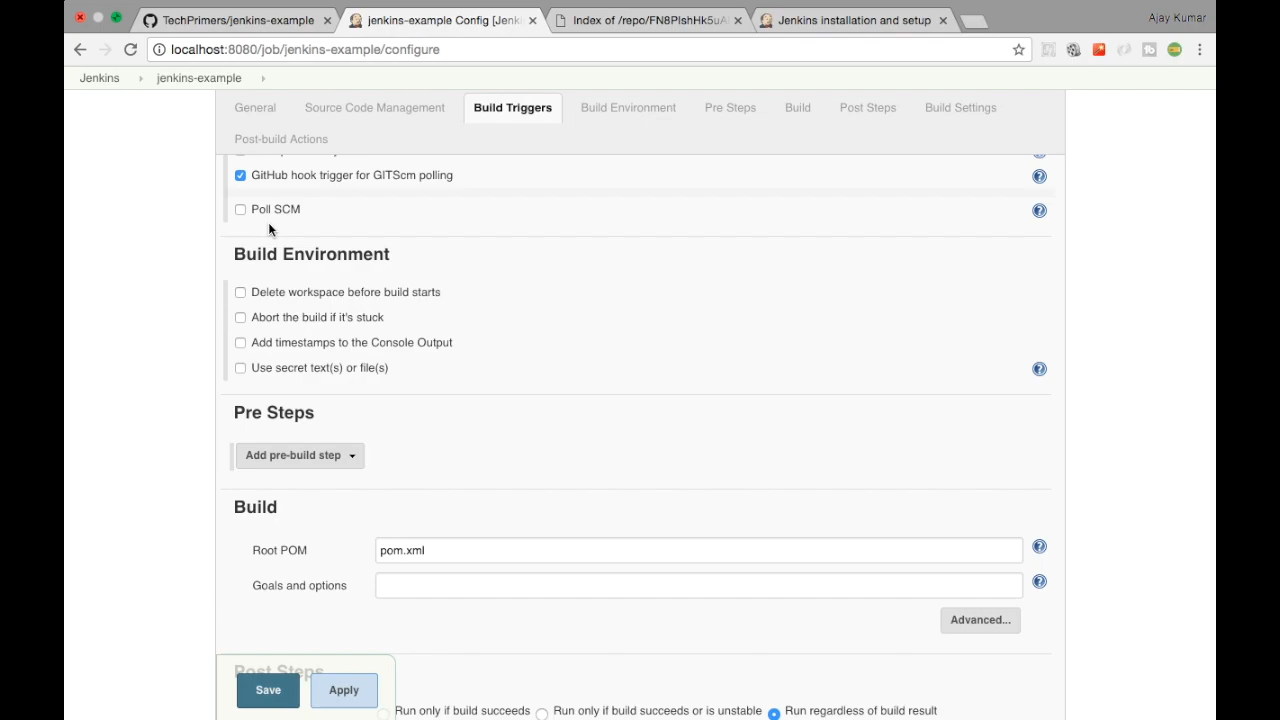 TechPrimers/jenkins-example
jenkins-example Config [Jenk
Index of /repo/FN8PIshHk5uA
Jenkins installation and setup
Ajay Kumar
localhost:8080/job/jenkins-example/configure
Jenkins
jenkins-example
General
Source Code Management
Build Triggers
Build Environment
Pre Steps
Build
Post Steps
Build Settings
Post-build Actions
GitHub hook trigger for GITScm polling
Poll SCM
Build Environment
Delete workspace before build starts
Abort the build if it's stuck
Add timestamps to the Console Output
Use secret text(s) or file(s)
Pre Steps
Add pre-build step
Build
Root POM
pom.xml
Goals and options
Advanced...
Post Steps
Save
Apply
Run only if build succeeds
Run only if build succeeds or is unstable
Run regardless of build result